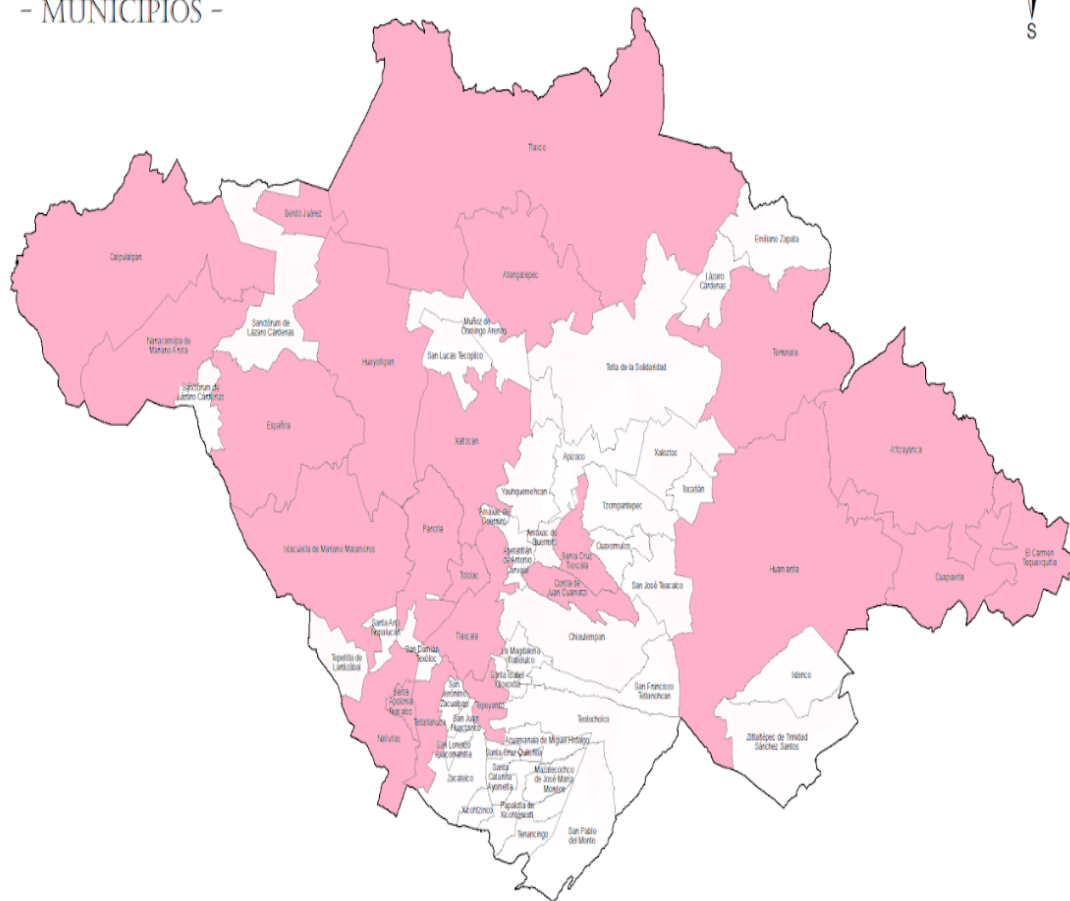 - MUNICIPIOS -
S
Tlaxco
Benito Juárez
Calpulalpan
Emiliano Zapata
Atlangatepec
Lázaro
Cárdenas
Sanctórum de
Lázaro Cárdenas
Muñoz de
Domingo Arenas
Nanacamilpa de
Mariano Arista
San Lucas Tecopilco
Hueyotlipan
Terrenate
Tetla de la Solidaridad
Sanctórum de
Lázaro Cárdenas
Españita
Xaltocan
Altzayanca
Apizaco
Xaloztoc
Yauhquemehcan
Tocatlán
Tzompantepec
Amaxac de
Guerrero
Panotla
Amaxac de
Guerrero
Cuaxomulco
Ixtacuixtla de Mariano Matamoros
Apetatitlán
de Antonio
Carvajal
Santa Cruz
Tlaxcala
El Carmen
Tequexquitla
Huamantla
Totolac
Cuapiaxtla
Contla de
Juan Cuamatzi
San José Teacalco
Santa Ana
Nopalucan
Tlaxcala
Chiautempan
San Damián
Texóloc
La Magdalena
Tlaltelulco
Tepetitla de
Lardizábal
Santa Isabel
Xiloxoxtla
Ixtenco
San Francisco
Tetlanohcan
San
Jerónimo
Zacualpan
Santa
Apolonia
Teacalco
Tepeyanco
Tetlatlahuca
San Juan
Huactzinco
Teolocholco
Nativitas
Zitlaltépec de Trinidad
Sánchez Santos
Acuamanala de Miguel Hidalgo
San Lorenzo
Axocomanitla
Santa Cruz Quilehtla
Santa
Catarina
Ayometla
Mazatecochco
de José María
Morelos
Zacatelco
Xicohtzinco
Papalotla de
Xicohténcatl
Tenancingo
San Pablo
del Monte